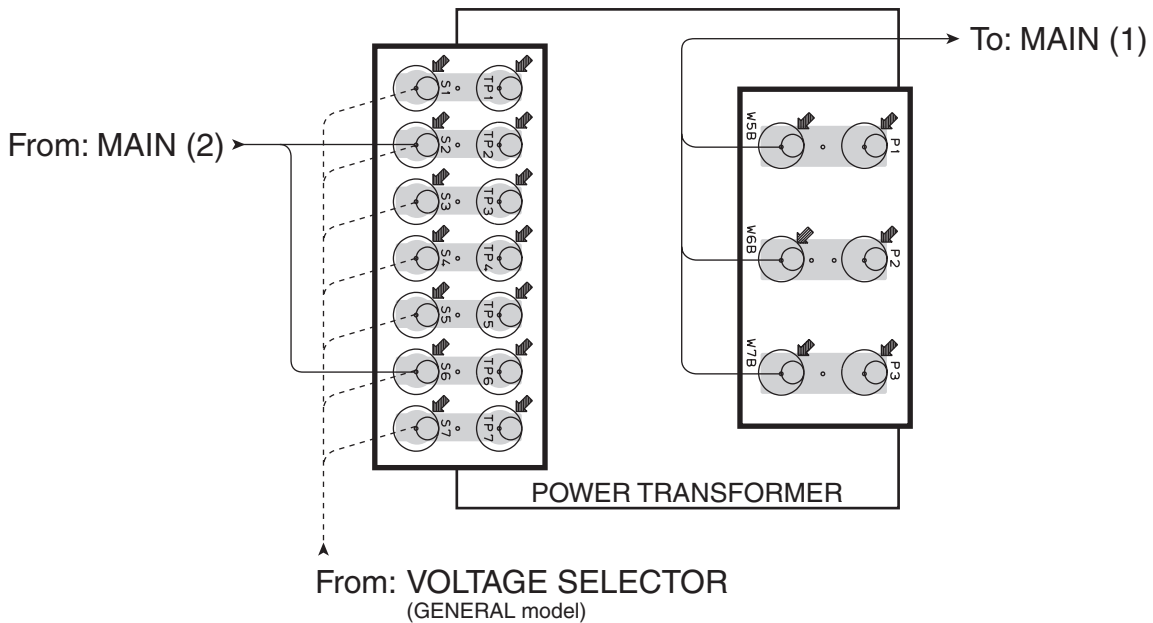 To: MAIN (1)
From: MAIN (2)
S1 TP1
S2 TP2
S3 TP3
S4 TP4
S5 TP5
S6 TP6
S7 TP7
W5B P1
W6B P2
W7B P3
POWER TRANSFORMER
From: VOLTAGE SELECTOR
(GENERAL model)